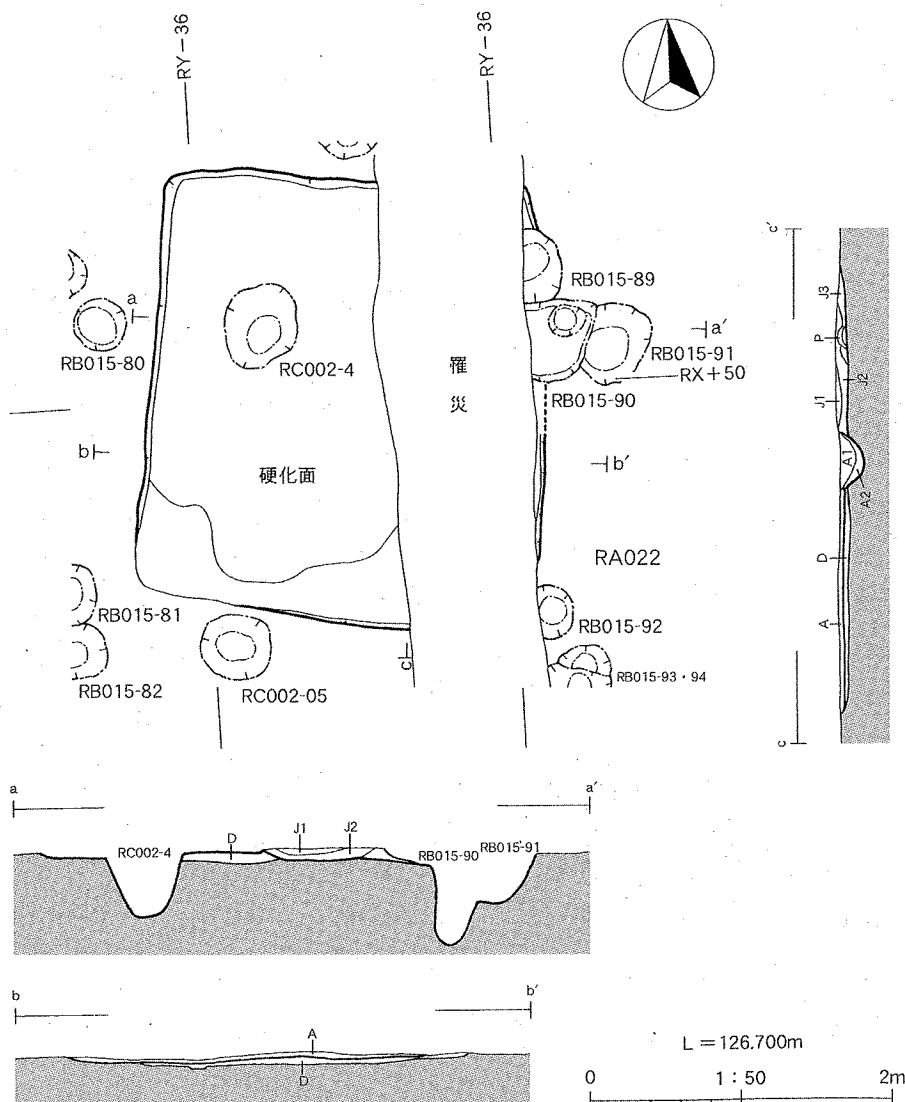 RY-36
RY-36
RB015-89
a
a′
RB015-80
RC002-4
罹災
RB015-91
RX+50
RB015-90
b
b′
硬化面
RA022
RB015-81
RB015-92
c
RB015-82
RC002-05
RB015-93・94
c′
J3
P
J2
J1
A1
A2
D
A
c
a
a′
RC002-4
D
J1
J2
RB015-90
RB015-91
b
b′
A
D
L=126.700m
0
1:50
2m